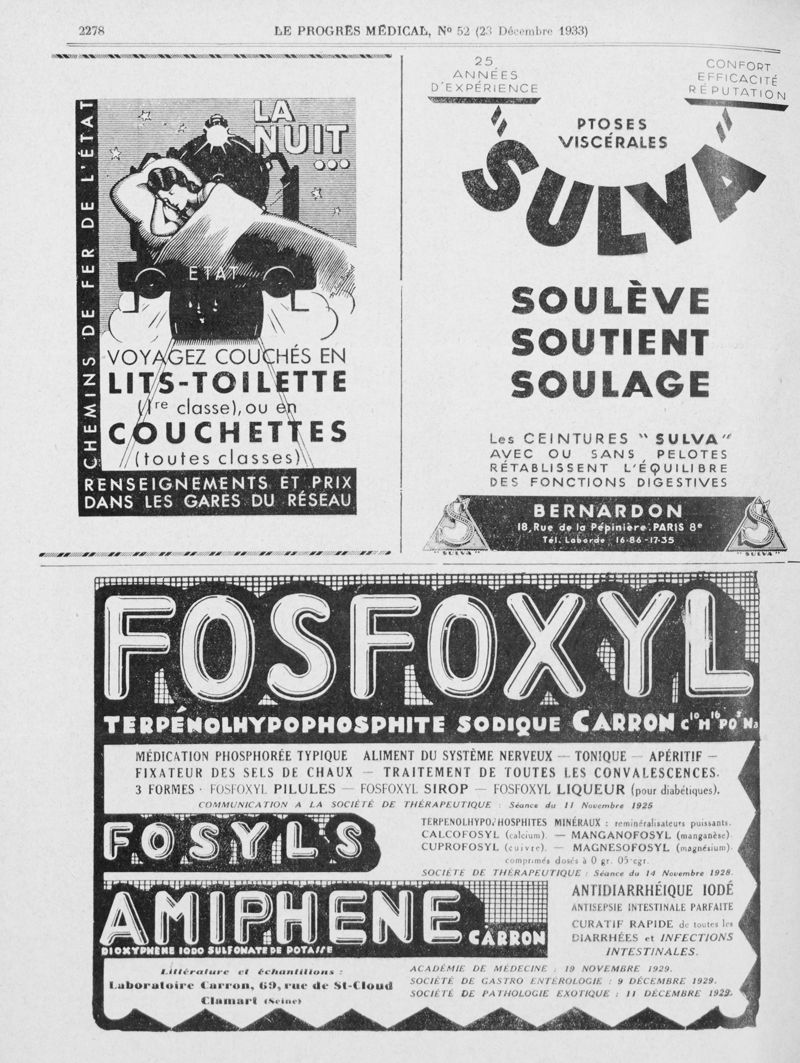 2278
LE PROGRÈS MÉDICAL, N° 52 (23 Décembre 1933)
CHEMINS DE FER DE L'ÉTAT
LA
NUIT
...
ETAT
VOYAGEZ COUCHÉS EN
LITS-TOILETTE
(1re classe), ou en
COUCHETTES
(toutes classes)
RENSEIGNEMENTS ET PRIX
DANS LES GARES DU RÉSEAU
25
ANNÉES
D'EXPÉRIENCE
CONFORT
EFFICACITÉ
RÉPUTATION
PTOSES
VISCÉRALES
"SULVA"
SOULÈVE
SOUTIENT
SOULAGE
Les CEINTURES "SULVA"
AVEC OU SANS PELOTES
RÉTABLISSENT L'ÉQUILIBRE
DES FONCTIONS DIGESTIVES
BERNARDON
18, Rue de la Pépinière. PARIS 8e
Tél. Laborde : 16-86 - 17-35
S
"SULVA"
S
"SULVA"
FOSFOXYL
TERPÉNOLHYPOPHOSPHITE SODIQUE CARRON C10H16PO3Na
MÉDICATION PHOSPHORÉE TYPIQUE ALIMENT DU SYSTÈME NERVEUX — TONIQUE — APÉRITIF —
FIXATEUR DES SELS DE CHAUX — TRAITEMENT DE TOUTES LES CONVALESCENCES.
3 FORMES · FOSFOXYL PILULES — FOSFOXYL SIROP — FOSFOXYL LIQUEUR (pour diabétiques).
COMMUNICATION A LA SOCIÉTÉ DE THÉRAPEUTIQUE : Séance du 11 Novembre 1925
FOSYLS
TERPENOLHYPO,'HOSPHITES MINÉRAUX : reminéralisateurs puissants.
CALCOFOSYL (calcium). — MANGANOFOSYL (manganèse).
CUPROFOSYL (cuivre). — MAGNESOFOSYL (magnésium).
comprimés dosés à 0 gr. 05 cgr.
SOCIÉTÉ DE THÉRAPEUTIQUE : Séance du 14 Novembre 1928.
AMIPHENE
CARRON
DIOXYPHÉNE IODO SULFONATE DE POTASSE
ANTIDIARRHÉIQUE IODÉ
ANTISEPSIE INTESTINALE PARFAITE
CURATIF RAPIDE de toutes les
DIARRHÉES et INFECTIONS
INTESTINALES.
Littérature et échantillons :
Laboratoire Carron, 69, rue de St-Cloud
Clamart (Seine)
ACADÉMIE DE MÉDECINE : 19 NOVEMBRE 1929.
SOCIÉTÉ DE GASTRO ENTÉROLOGIE : 9 DÉCEMBRE 1929.
SOCIÉTÉ DE PATHOLOGIE EXOTIQUE : 11 DÉCEMBRE 1929.